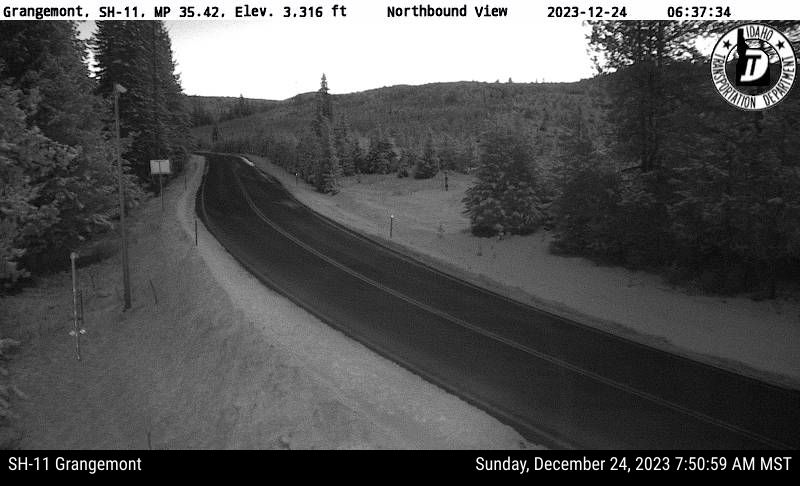 Grangemont, SH-11, MP 35.42, Elev. 3,316 ft Northbound View 2023-12-24 06:37:34
IDAHO
TRANSPORTATION DEPARTMENT
SH-11 Grangemont Sunday, December 24, 2023 7:50:59 AM MST